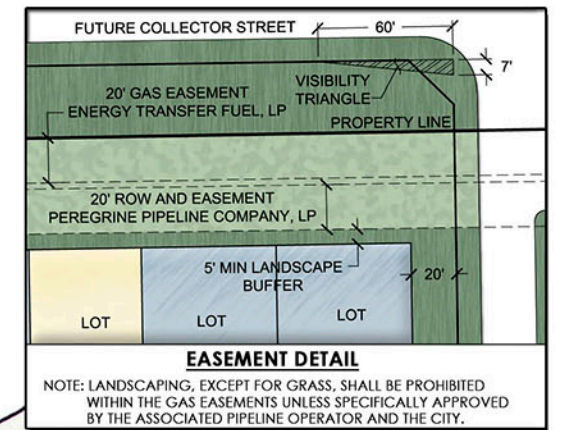 FUTURE COLLECTOR STREET
60'
7'
VISIBILITY
TRIANGLE
20' GAS EASEMENT
ENERGY TRANSFER FUEL, LP
PROPERTY LINE
20' ROW AND EASEMENT
PEREGRINE PIPELINE COMPANY, LP
5' MIN LANDSCAPE
BUFFER
20'
LOT
LOT
LOT
EASEMENT DETAIL
NOTE: LANDSCAPING, EXCEPT FOR GRASS, SHALL BE PROHIBITED
WITHIN THE GAS EASEMENTS UNLESS SPECIFICALLY APPROVED
BY THE ASSOCIATED PIPELINE OPERATOR AND THE CITY.